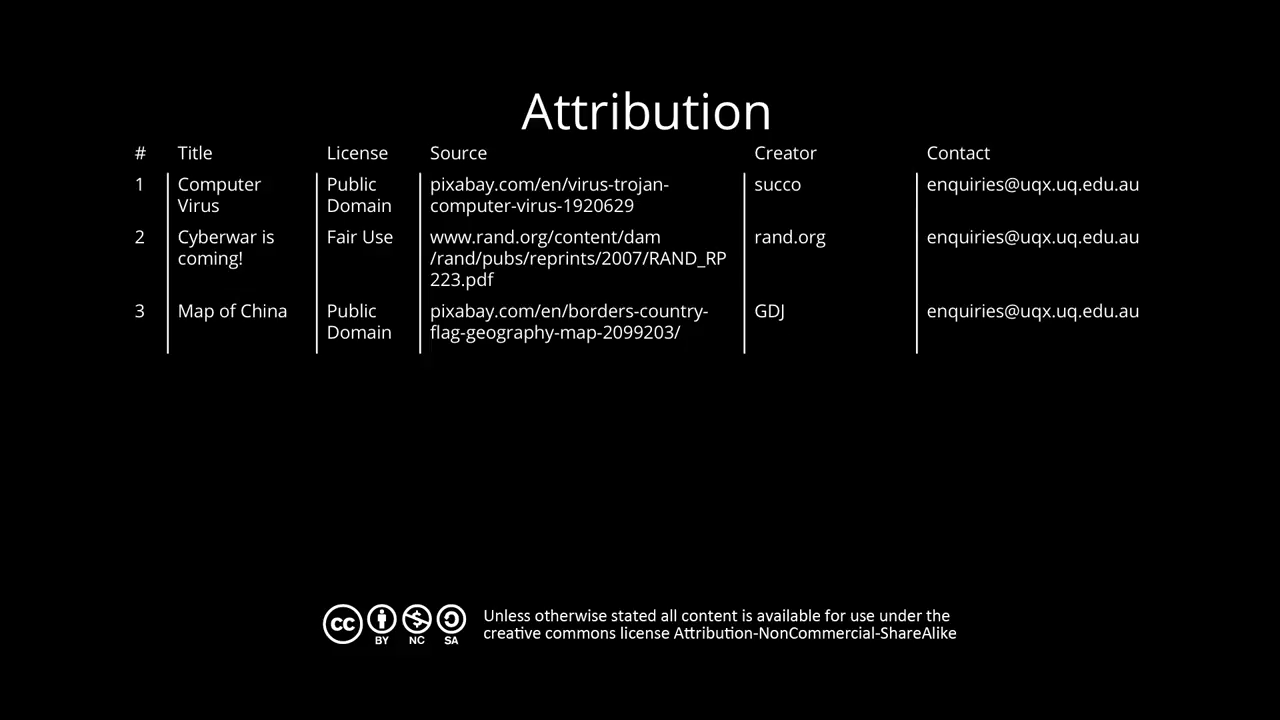 Attribution
# Title License Source Creator Contact
1 Computer Public pixabay.com/en/virus-trojan- succo enquiries@uqx.uq.edu.au
Virus Domain computer-virus-1920629
2 Cyberwar is Fair Use www.rand.org/content/dam rand.org enquiries@uqx.uq.edu.au
coming! /rand/pubs/reprints/2007/RAND_RP
223.pdf
3 Map of China Public pixabay.com/en/borders-country- GDJ enquiries@uqx.uq.edu.au
Domain flag-geography-map-2099203/
Unless otherwise stated all content is available for use under the
cc BY NC SA creative commons license Attribution-NonCommercial-ShareAlike